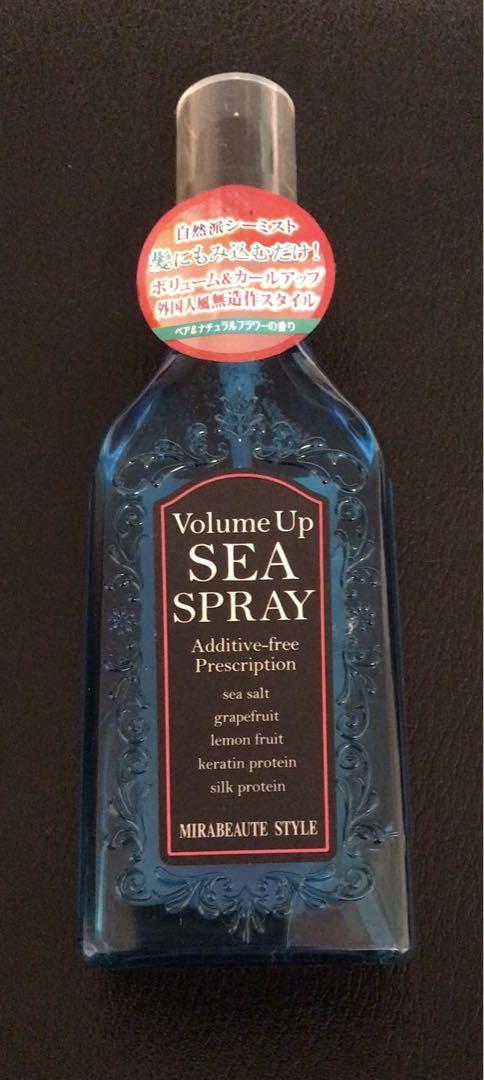 自然派シーミスト
髪にもみ込むだけ!
ボリューム&カールアップ
外国人風無造作スタイル
ペア&ナチュラルフラワーの香り
Volume Up
SEA
SPRAY
Additive-free
Prescription
sea salt
grapefruit
lemon fruit
keratin protein
silk protein
MIRABEAUTE STYLE